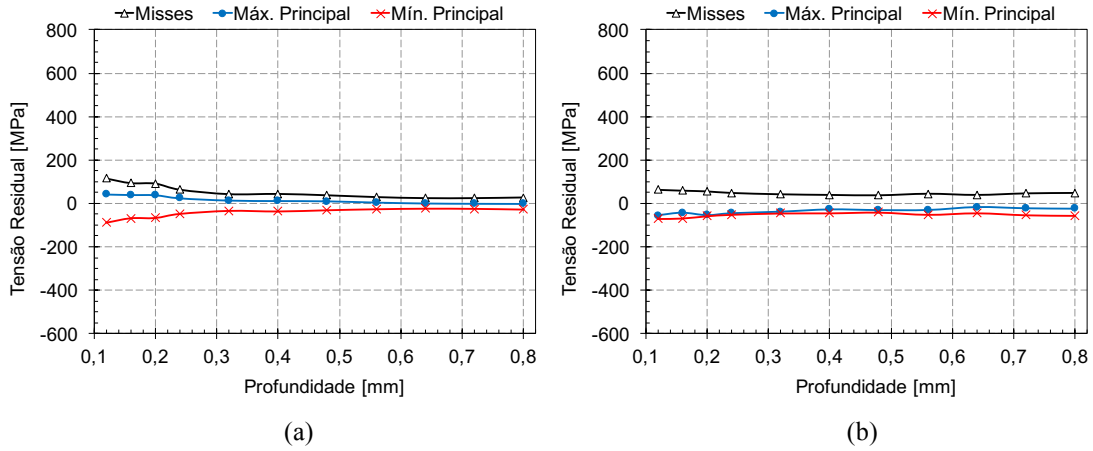 Misses Máx. Principal Mín. Principal
800
600
400
200
0
-200
-400
-600
Tensão Residual [MPa]
0,1 0,2 0,3 0,4 0,5 0,6 0,7 0,8
Profundidade [mm]
(a)
Misses Máx. Principal Mín. Principal
800
600
400
200
0
-200
-400
-600
Tensão Residual [MPa]
0,1 0,2 0,3 0,4 0,5 0,6 0,7 0,8
Profundidade [mm]
(b)